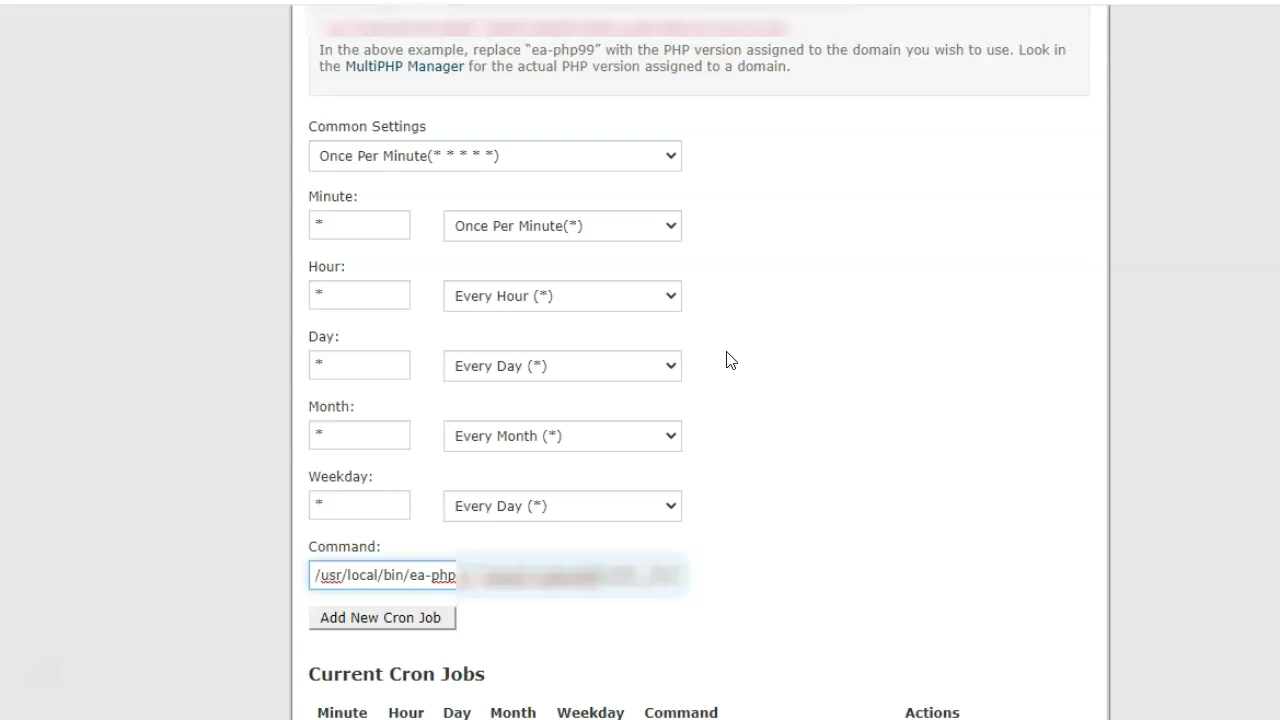 In the above example, replace “ea-php99” with the PHP version assigned to the domain you wish to use. Look in
the MultiPHP Manager for the actual PHP version assigned to a domain.
Common Settings
Once Per Minute(* * * * *)
Minute:
* Once Per Minute(*)
Hour:
* Every Hour (*)
Day:
* Every Day (*)
Month:
* Every Month (*)
Weekday:
* Every Day (*)
Command:
/usr/local/bin/ea-php
Add New Cron Job
Current Cron Jobs
Minute Hour Day Month Weekday Command Actions